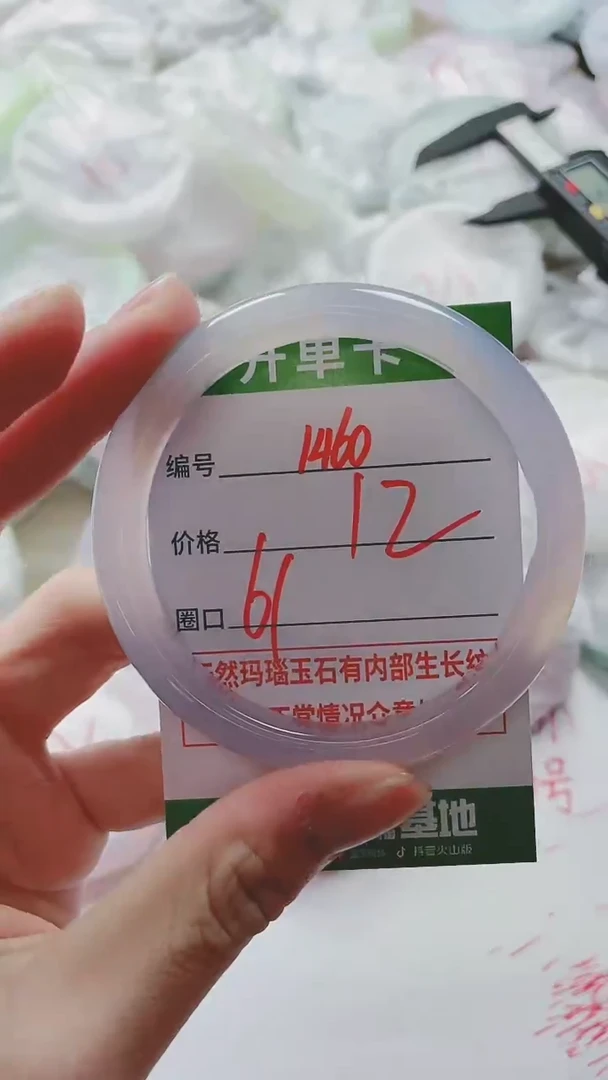 开单卡
编号 1460
价格 12
圈口 61
天然玛瑙玉石有内部生长纹
正常情况介意
基地
抖音火山版
号